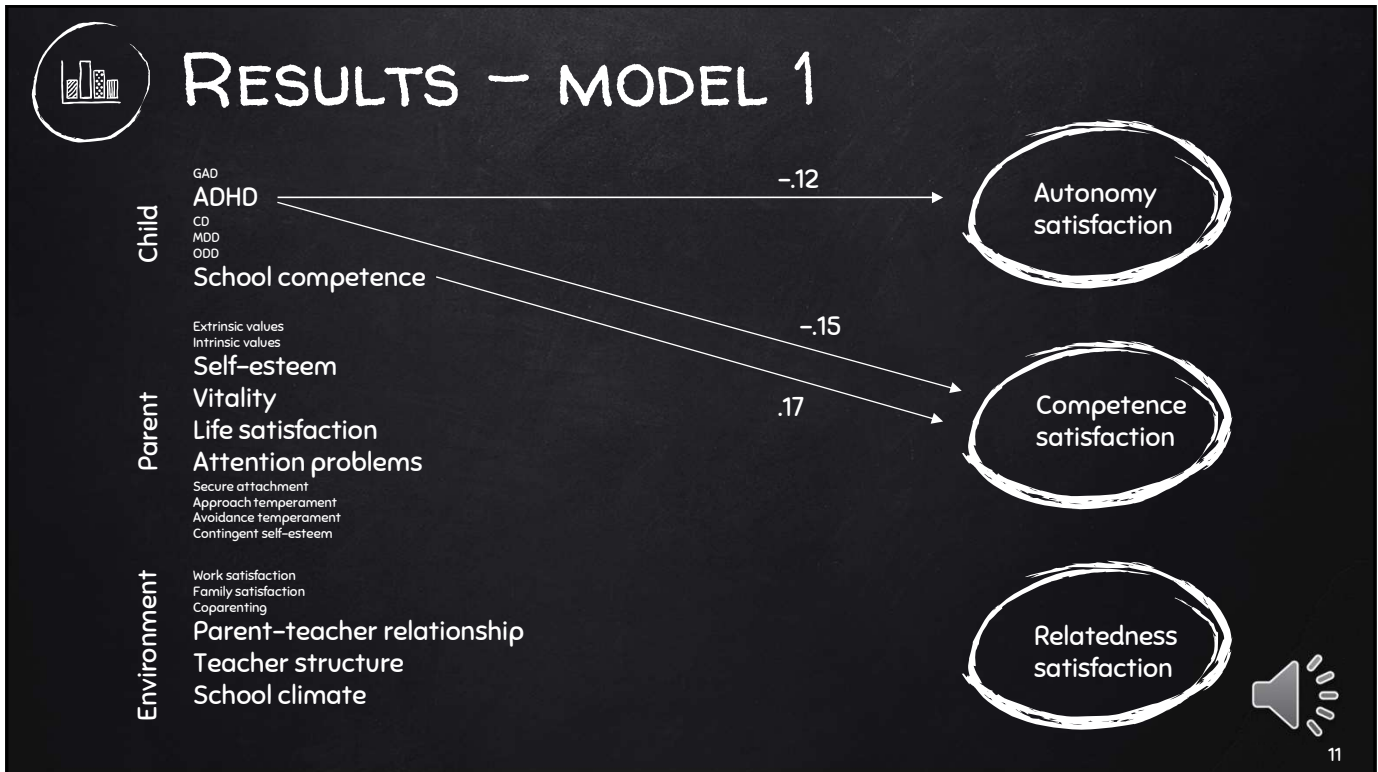 RESULTS – MODEL 1
Child
GAD
ADHD
CD
MDD
ODD
School competence
Parent
Extrinsic values
Intrinsic values
Self-esteem
Vitality
Life satisfaction
Attention problems
Secure attachment
Approach temperament
Avoidance temperament
Contingent self-esteem
Environment
Work satisfaction
Family satisfaction
Coparenting
Parent-teacher relationship
Teacher structure
School climate
-.12
-.15
.17
Autonomy
satisfaction
Competence
satisfaction
Relatedness
satisfaction
11